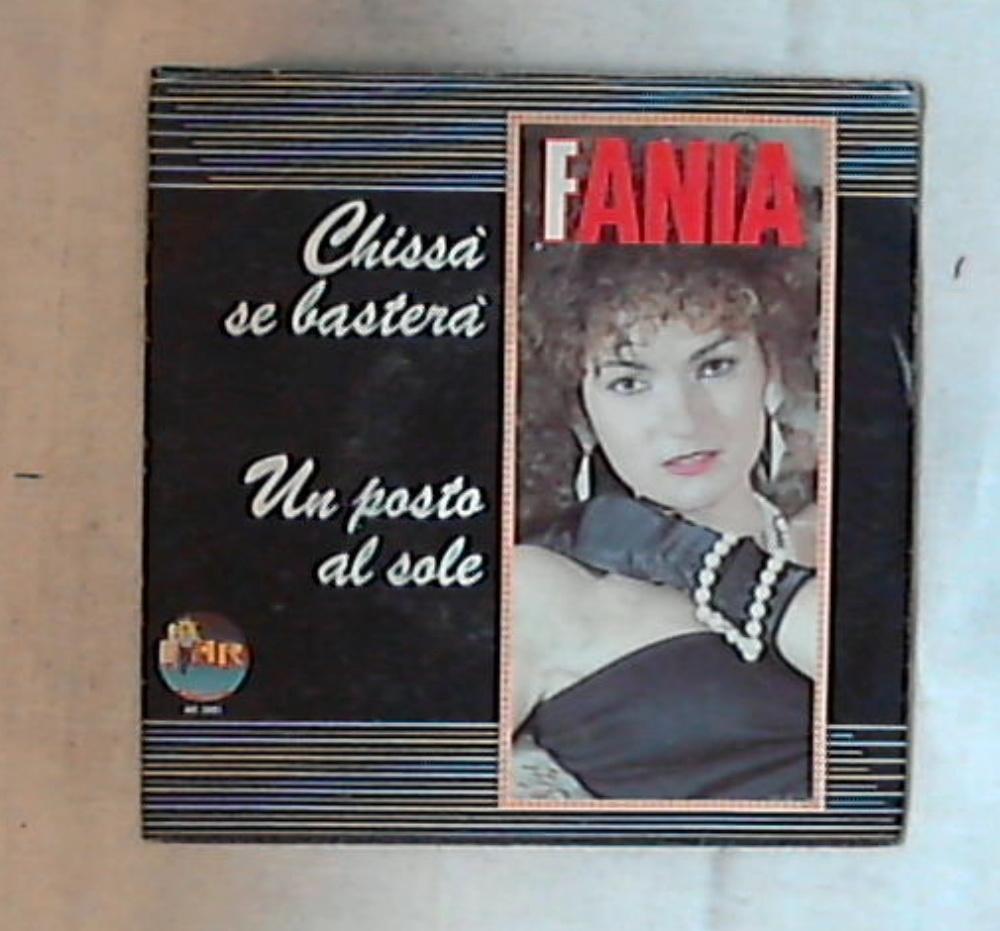 FANIA
Chissà
se basterà
Un posto
al sole